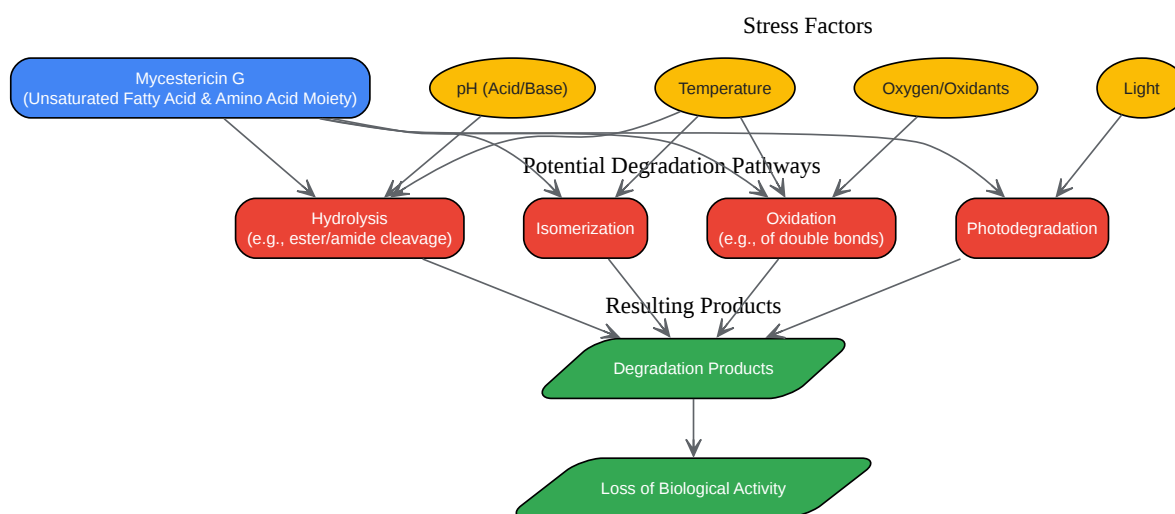 Stress Factors
Mycestericin G
(Unsaturated Fatty Acid & Amino Acid Moiety)
pH (Acid/Base)
Temperature
Oxygen/Oxidants
Light
Potential Degradation Pathways
Hydrolysis
(e.g., ester/amide cleavage)
Isomerization
Oxidation
(e.g., of double bonds)
Photodegradation
Resulting Products
Degradation Products
Loss of Biological Activity